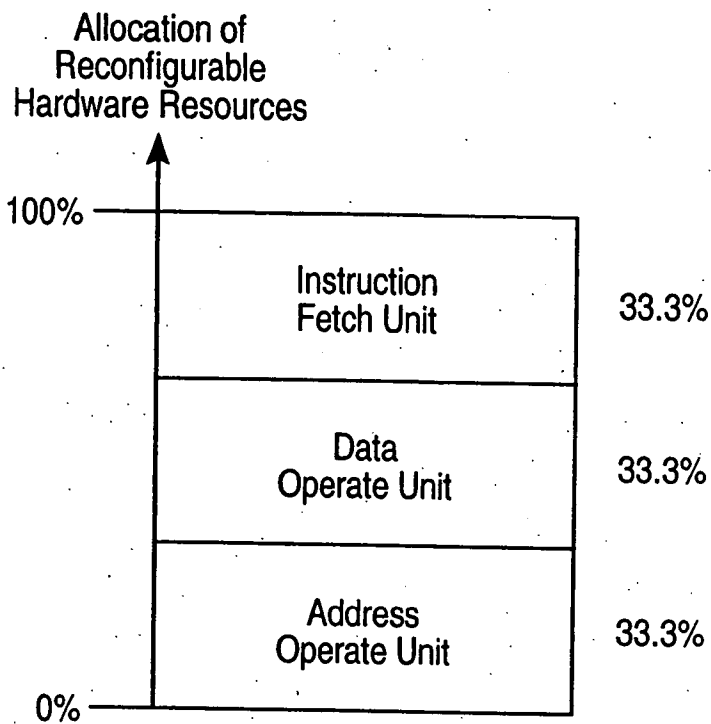 Allocation of
Reconfigurable
Hardware Resources
100%
Instruction
Fetch Unit
33.3%
Data
Operate Unit
33.3%
Address
Operate Unit
33.3%
0%